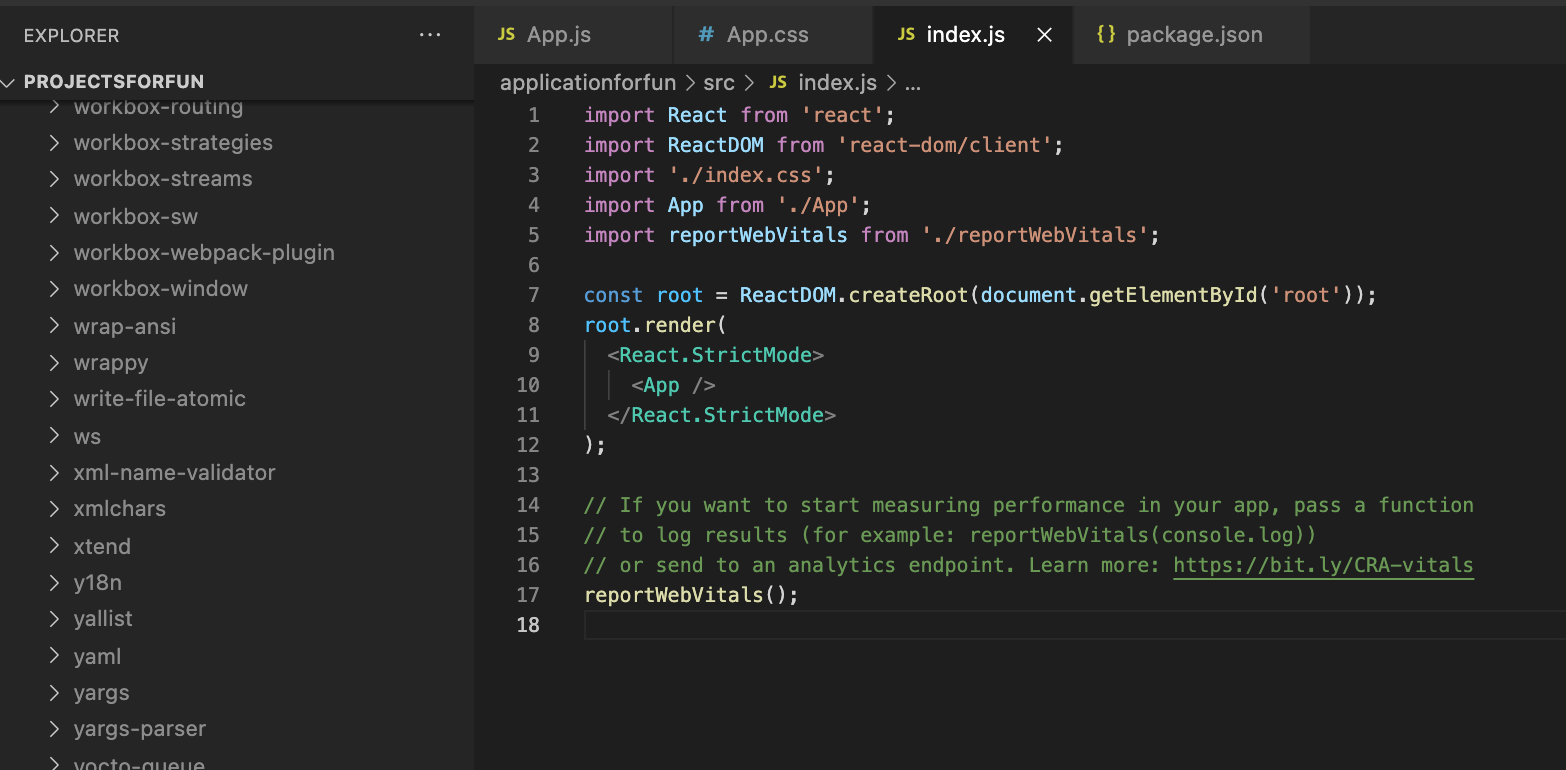 EXPLORER
...
PROJECTSFORFUN
workbox-routing
workbox-strategies
workbox-streams
workbox-sw
workbox-webpack-plugin
workbox-window
wrap-ansi
wrappy
write-file-atomic
ws
xml-name-validator
xmlchars
xtend
y18n
yallist
yaml
yargs
yargs-parser
yocto-queue
JS App.js # App.css JS index.js × {} package.json
applicationforfun > src > JS index.js > ...
1 import React from 'react';
2 import ReactDOM from 'react-dom/client';
3 import './index.css';
4 import App from './App';
5 import reportWebVitals from './reportWebVitals';
6
7 const root = ReactDOM.createRoot(document.getElementById('root'));
8 root.render(
9   <React.StrictMode>
10     <App />
11   </React.StrictMode>
12 );
13
14 // If you want to start measuring performance in your app, pass a function
15 // to log results (for example: reportWebVitals(console.log))
16 // or send to an analytics endpoint. Learn more: https://bit.ly/CRA-vitals
17 reportWebVitals();
18